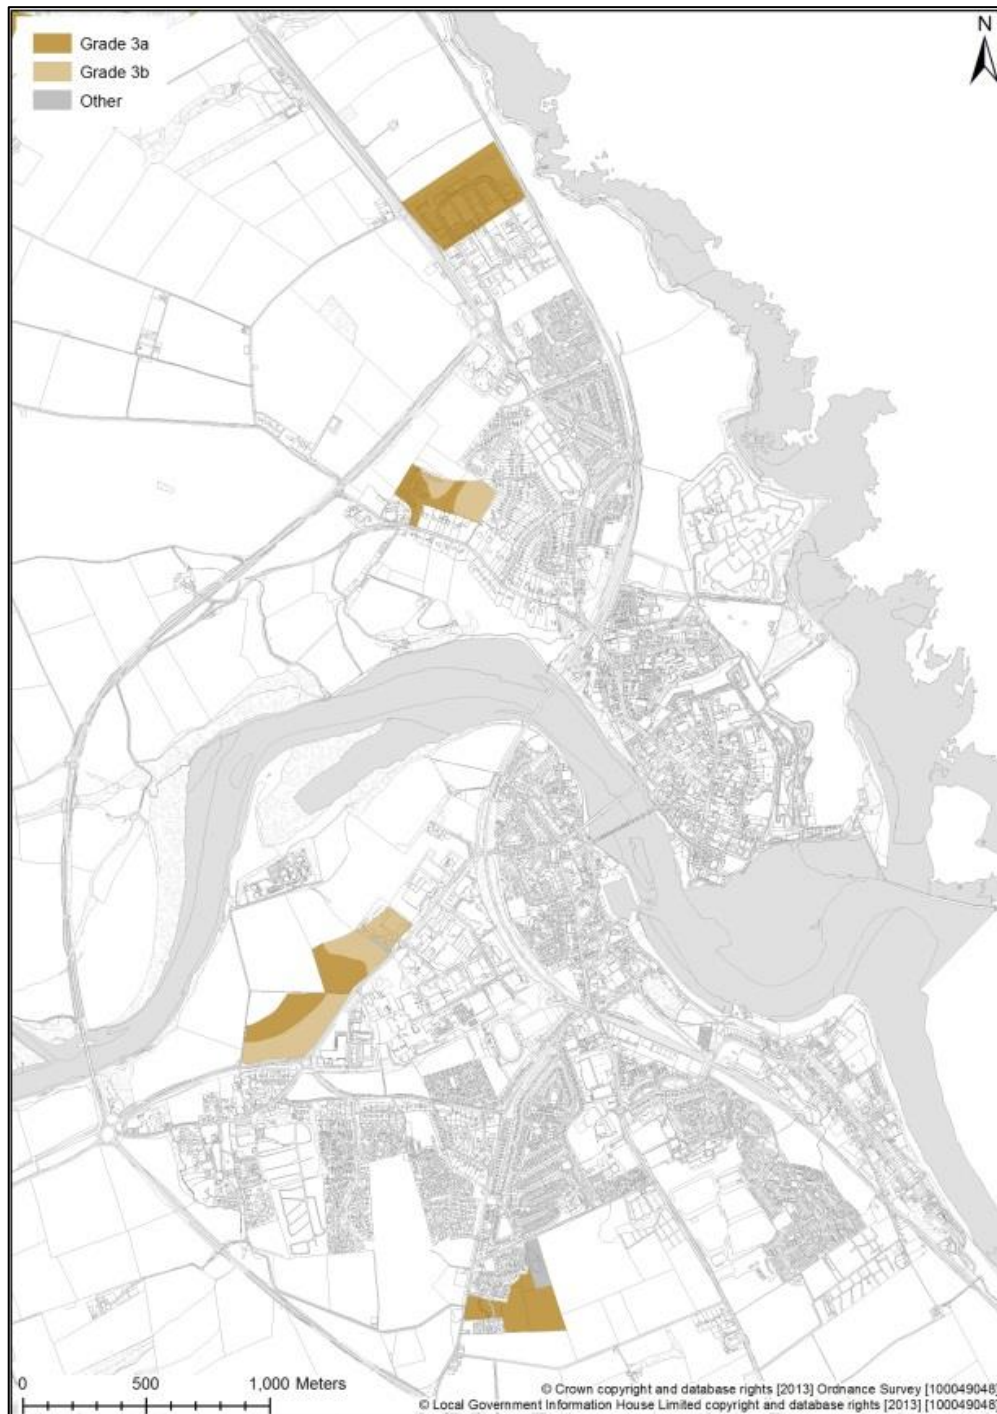 Grade 3a
Grade 3b
Other
N
0 500 1,000 Meters
© Crown copyright and database rights [2013] Ordnance Survey [100049048]
© Local Government Information House Limited copyright and database rights [2013] [100049048]